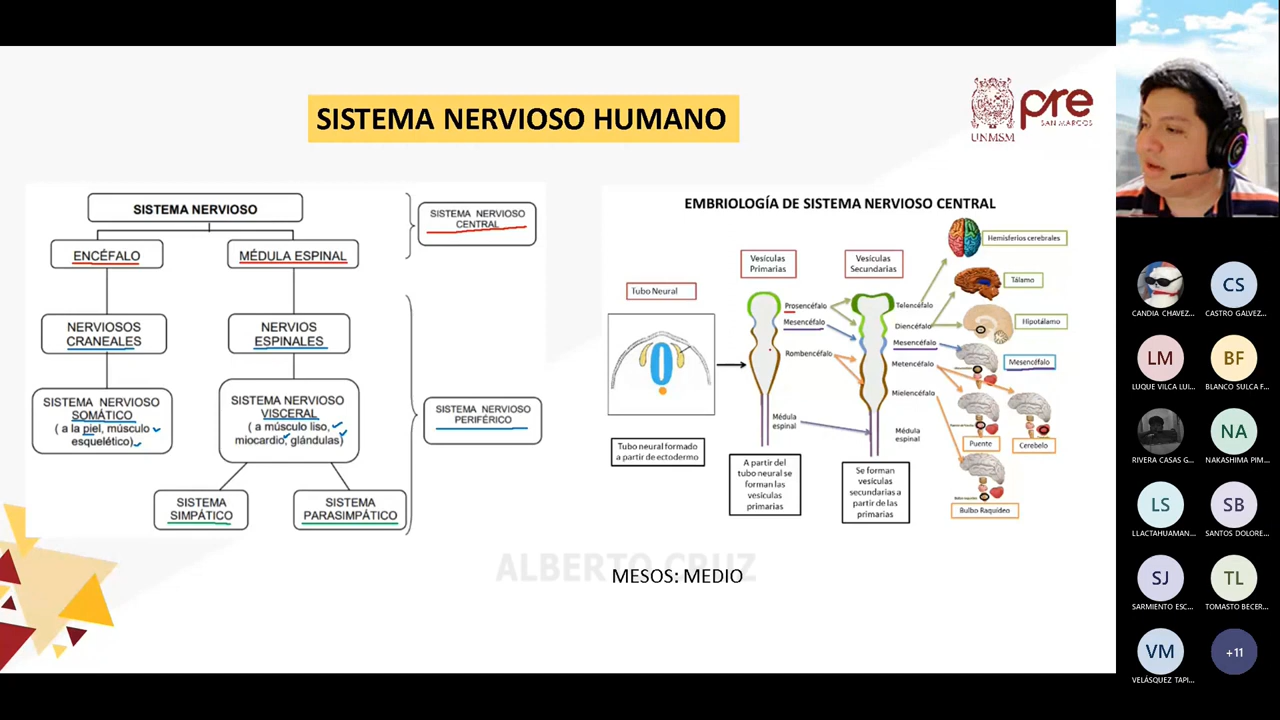 SISTEMA NERVIOSO HUMANO
UNMSM
pre
SAN MARCOS
SISTEMA NERVIOSO
ENCÉFALO
MÉDULA ESPINAL
SISTEMA NERVIOSO
CENTRAL
NERVIOSOS
CRANEALES
NERVIOS
ESPINALES
SISTEMA NERVIOSO
SOMÁTICO
( a la piel, músculo
esquelético)
SISTEMA NERVIOSO
VISCERAL
( a músculo liso,
miocardio, glándulas)
SISTEMA NERVIOSO
PERIFÉRICO
SISTEMA
SIMPÁTICO
SISTEMA
PARASIMPÁTICO
EMBRIOLOGÍA DE SISTEMA NERVIOSO CENTRAL
Tubo Neural
Tubo neural formado
a partir de ectodermo
Vesículas
Primarias
Prosencéfalo
Mesencéfalo
Rombencéfalo
Médula
espinal
A partir del
tubo neural se
forman las
vesículas
primarias
Vesículas
Secundarias
Telencéfalo
Diencéfalo
Mesencéfalo
Metencéfalo
Mielencéfalo
Médula
espinal
Se forman
vesículas
secundarias a
partir de las
primarias
Hemisferios cerebrales
Tálamo
Hipotálamo
Mesencéfalo
Puente
Cerebelo
Bulbo Raquídeo
ALBERTO CRUZ
MESOS: MEDIO
CANDIA CHAVEZ...
CS
CASTRO GALVEZ...
LM
LUQUE VILCA LUI...
BF
BLANCO SULCA F...
RIVERA CASAS G...
NA
NAKASHIMA PIM...
LS
LLACTAHUAMAN...
SB
SANTOS DOLORE...
SJ
SARMIENTO ESC...
TL
TOMASTO BECER...
VM
VELÁSQUEZ TAPI...
+11